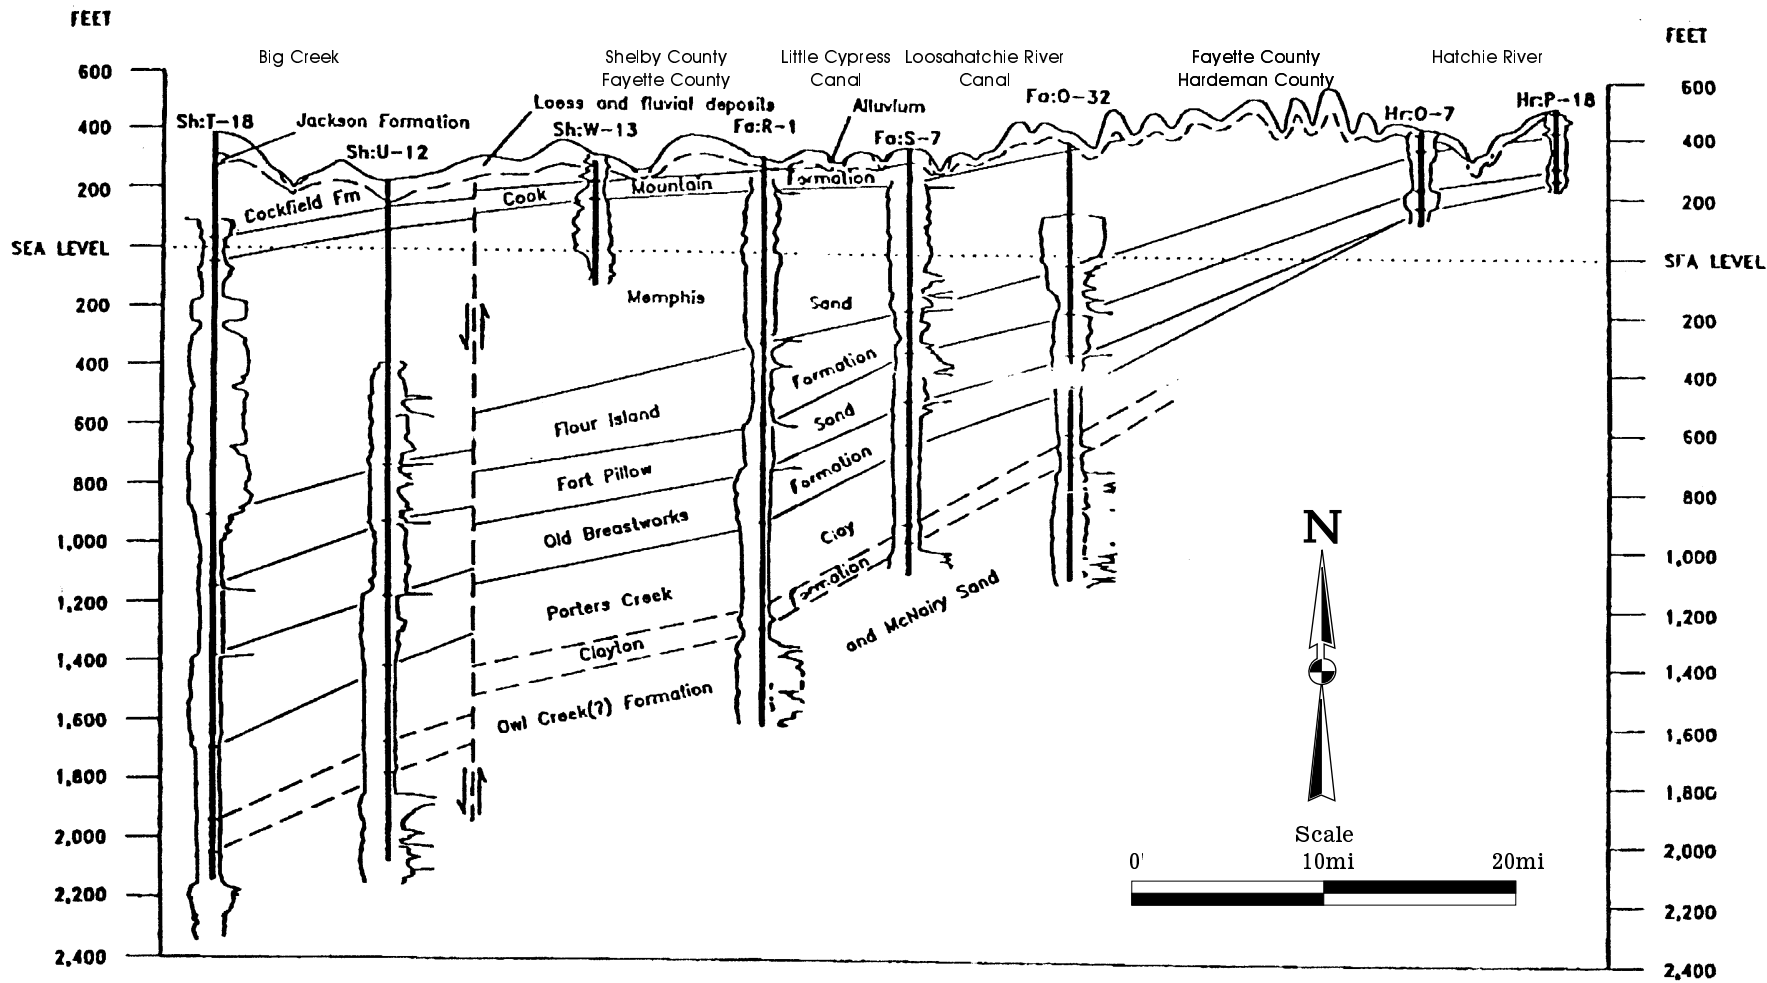 FEET
FEET
Big Creek
Shelby County
Fayette County
Little Cypress
Canal
Loosahatchie River
Canal
Fayette County
Hardeman County
Hatchie River
600
400
200
SEA LEVEL
200
400
600
800
1,000
1,200
1,400
1,600
1,800
2,000
2,200
2,400
600
400
200
SEA LEVEL
200
400
600
800
1,000
1,200
1,400
1,600
1,800
2,000
2,200
2,400
Sh:T-18
Jackson Formation
Sh:U-12
Loess and fluvial deposits
Sh:W-13
Fa:R-1
Alluvium
Fa:S-7
Fa:O-32
Hr:O-7
Hr:P-18
Cockfield Fm
Cook Mountain Formation
Memphis Sand
Flour Island Formation
Fort Pillow Sand
Old Breastworks Formation
Porters Creek Clay
Clayton Formation
Owl Creek(?) Formation and McNairy Sand
N
Scale
0' 10mi 20mi